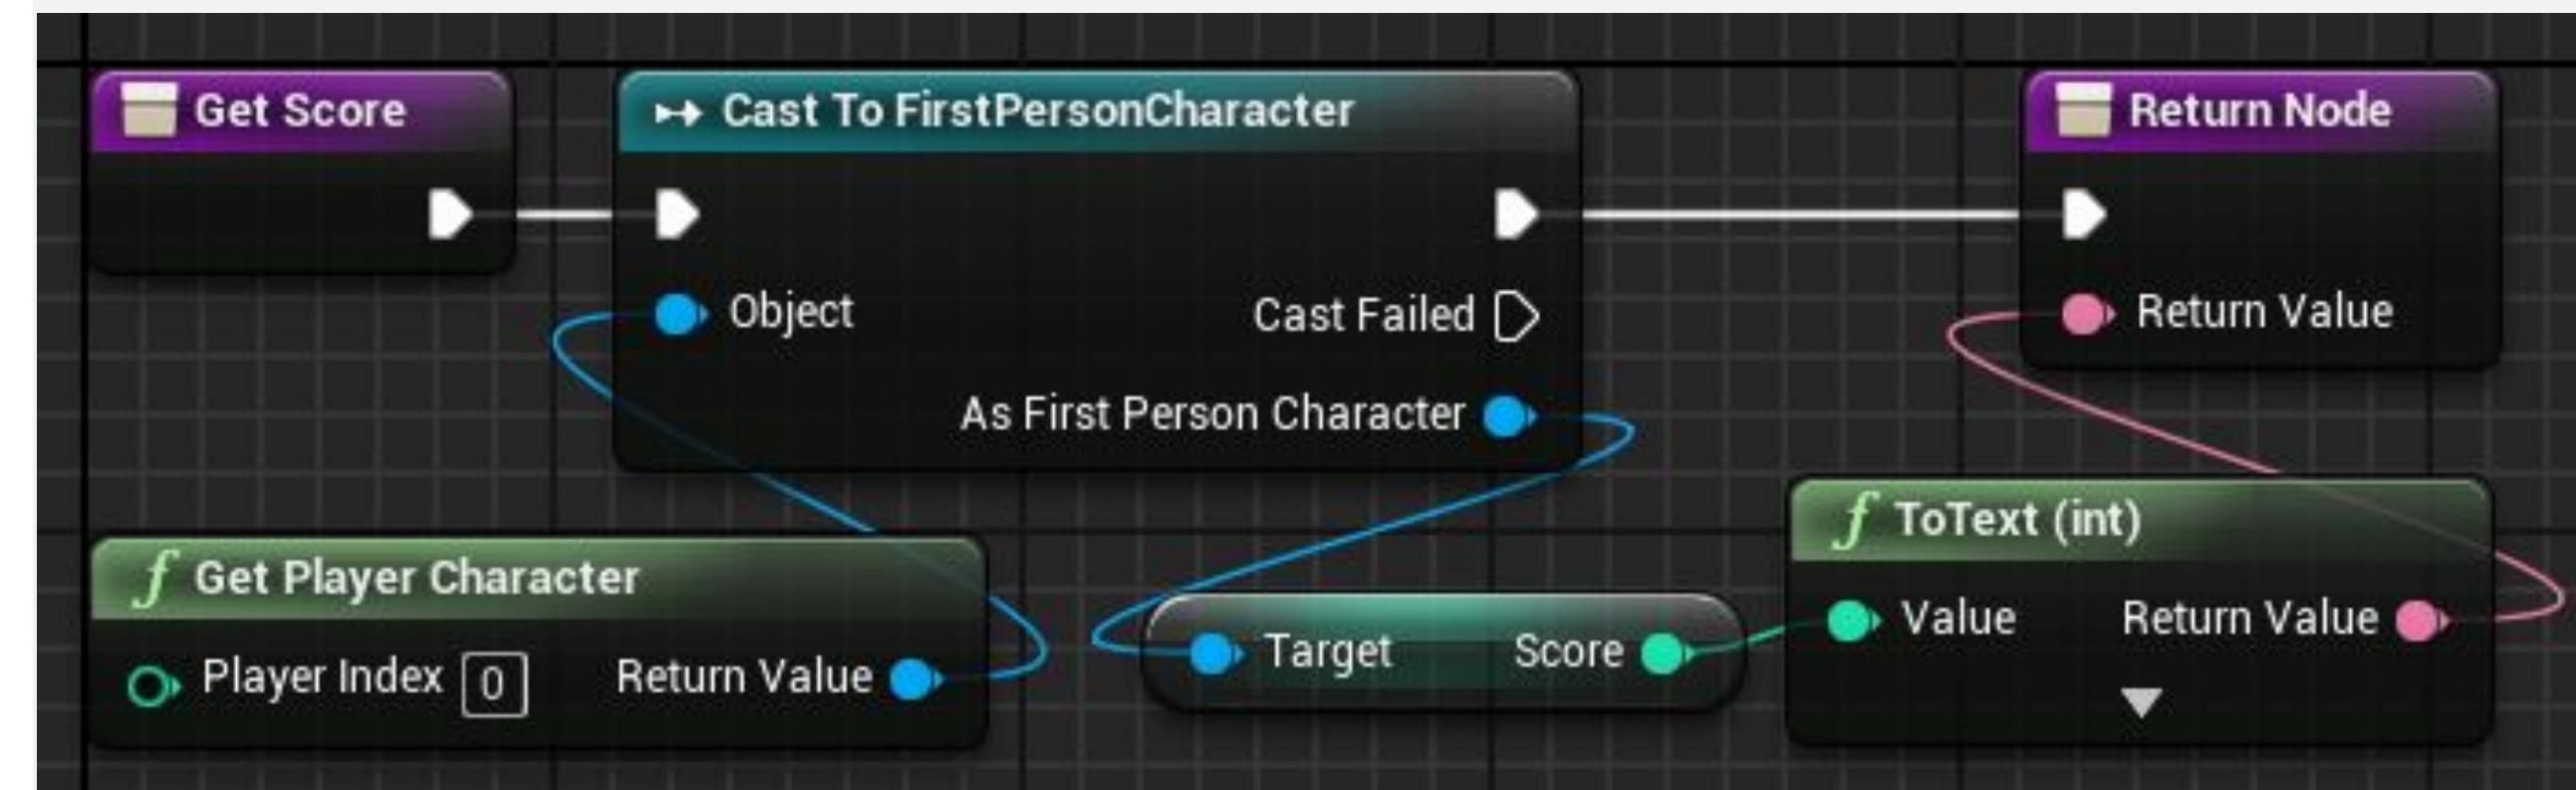 Get Score
Cast To FirstPersonCharacter
Object
Cast Failed
As First Person Character
Return Node
Return Value
f Get Player Character
Player Index 0
Return Value
Target
Score
f ToText (int)
Value
Return Value